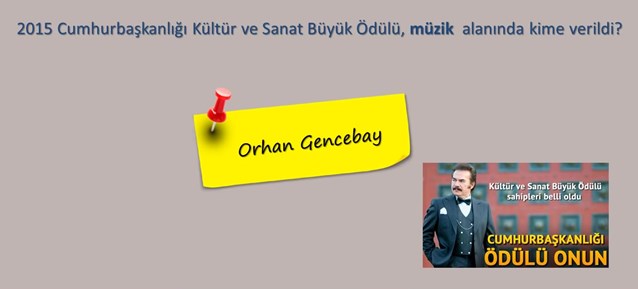 2015 Cumhurbaşkanlığı Kültür ve Sanat Büyük Ödülü, müzik alanında kime verildi?
Orhan Gencebay
Kültür ve Sanat Büyük Ödülü
sahipleri belli oldu
CUMHURBAŞKANLIĞI
ÖDÜLÜ ONUN